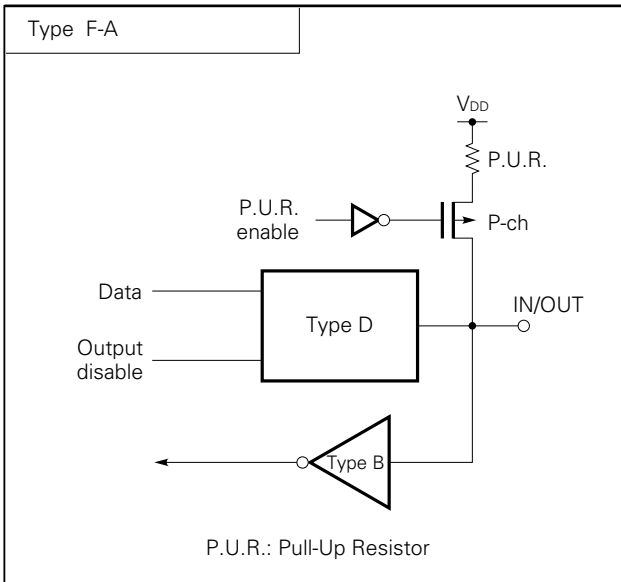 Type F-A
VDD
P.U.R.
P.U.R.
enable
P-ch
Data
Type D
IN/OUT
Output
disable
Type B
P.U.R.: Pull-Up Resistor